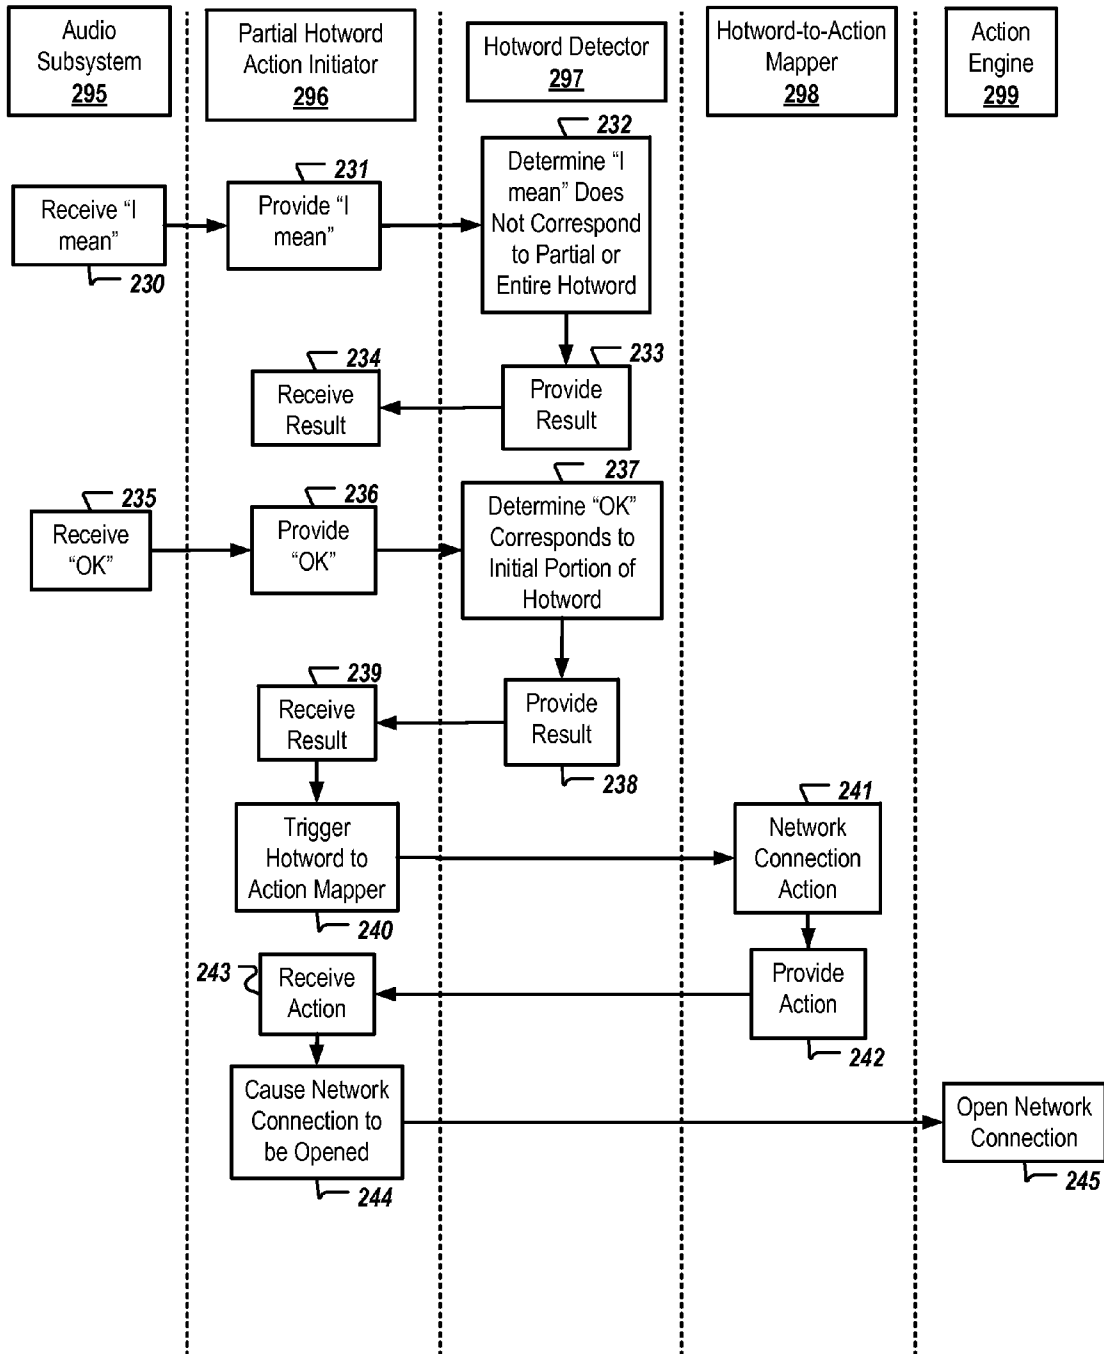 Audio
Subsystem
295
Partial Hotword
Action Initiator
296
Hotword Detector
297
Hotword-to-Action
Mapper
298
Action
Engine
299
Receive “I
mean”
230
231
Provide “I
mean”
232
Determine “I
mean” Does
Not Correspond
to Partial or
Entire Hotword
233
Provide
Result
234
Receive
Result
235
Receive
“OK”
236
Provide
“OK”
237
Determine “OK”
Corresponds to
Initial Portion of
Hotword
Provide
Result
238
239
Receive
Result
Trigger
Hotword to
Action Mapper
240
241
Network
Connection
Action
Provide
Action
242
243
Receive
Action
Cause Network
Connection to
be Opened
244
Open Network
Connection
245